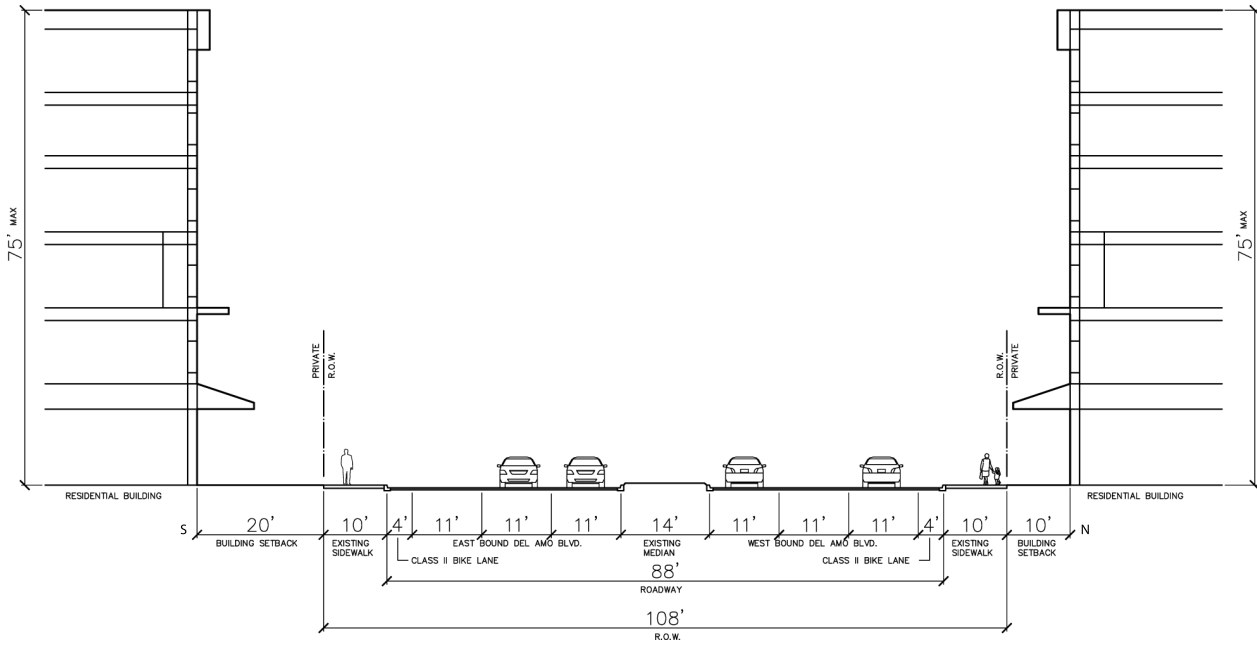 75' MAX
75' MAX
PRIVATE
R.O.W.
R.O.W.
PRIVATE
RESIDENTIAL BUILDING
RESIDENTIAL BUILDING
S
20'
10'
4'
11'
11'
11'
14'
11'
11'
11'
4'
10'
10'
N
BUILDING SETBACK
EXISTING
SIDEWALK
EAST BOUND DEL AMO BLVD.
EXISTING
MEDIAN
WEST BOUND DEL AMO BLVD.
EXISTING
SIDEWALK
BUILDING
SETBACK
CLASS II BIKE LANE
CLASS II BIKE LANE
88'
ROADWAY
108'
R.O.W.